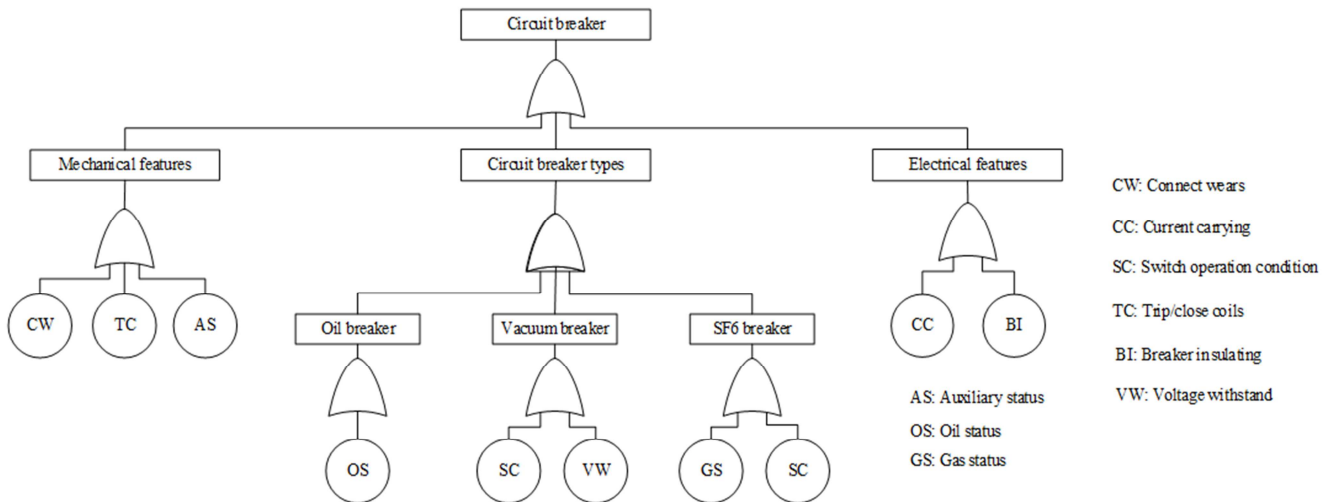 Circuit breaker
Mechanical features
Circuit breaker types
Electrical features
CW: Connect wears
CC: Current carrying
SC: Switch operation condition
TC: Trip/close coils
BI: Breaker insulating
VW: Voltage withstand
CW
TC
AS
Oil breaker
Vacuum breaker
SF6 breaker
CC
BI
AS: Auxiliary status
OS: Oil status
GS: Gas status
OS
SC
VW
GS
SC